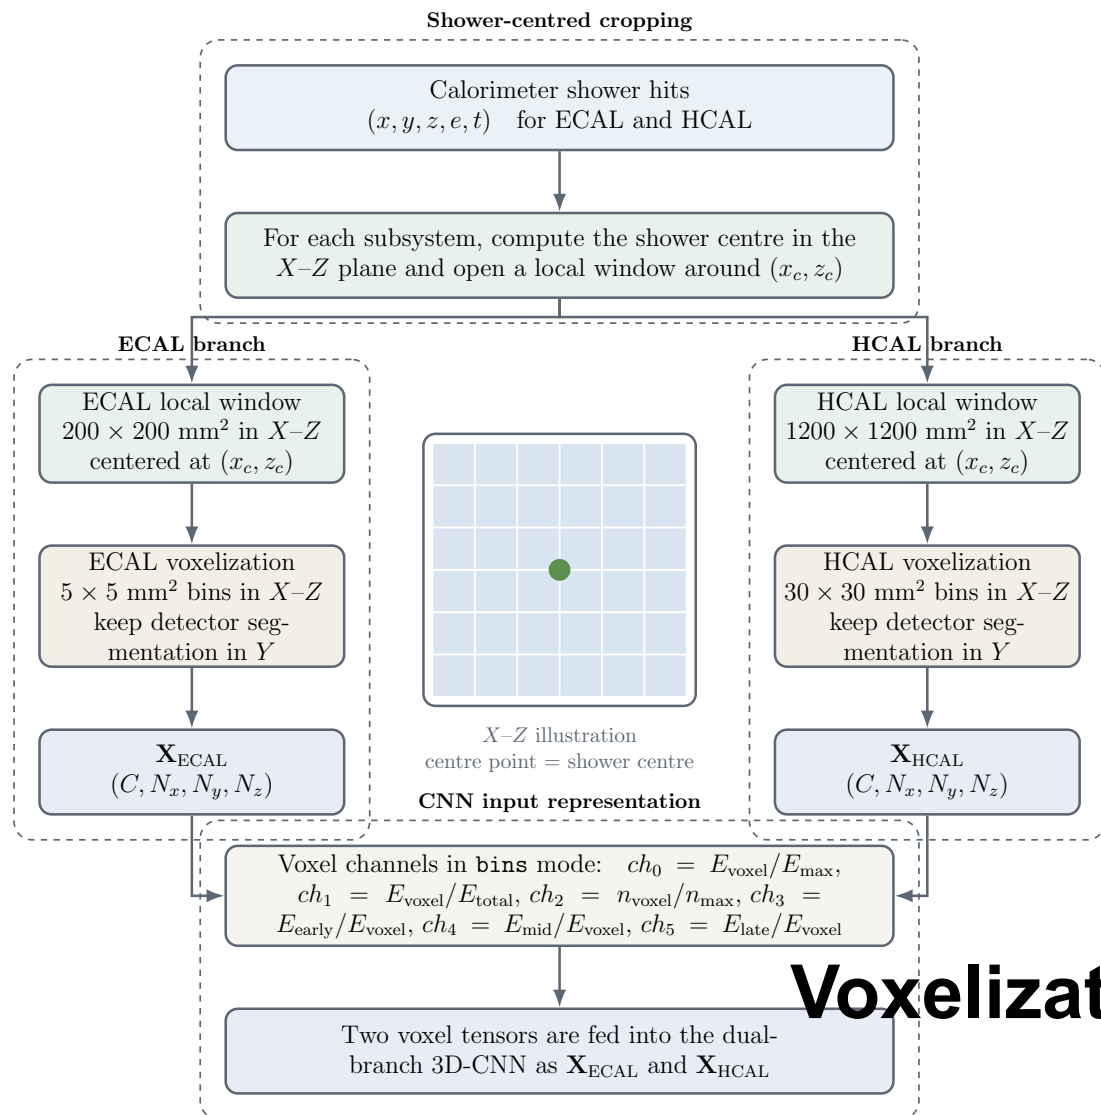 Shower-centred cropping
Calorimeter shower hits
(x, y, z, e, t) for ECAL and HCAL
For each subsystem, compute the shower centre in the
X–Z plane and open a local window around (x_c, z_c)
ECAL branch
ECAL local window
200 × 200 mm² in X–Z
centered at (x_c, z_c)
ECAL voxelization
5 × 5 mm² bins in X–Z
keep detector seg-
mentation in Y
X_ECAL
(C, N_x, N_y, N_z)
HCAL branch
HCAL local window
1200 × 1200 mm² in X–Z
centered at (x_c, z_c)
HCAL voxelization
30 × 30 mm² bins in X–Z
keep detector seg-
mentation in Y
X_HCAL
(C, N_x, N_y, N_z)
X–Z illustration
centre point = shower centre
CNN input representation
Voxel channels in bins mode: ch_0 = E_voxel/E_max,
ch_1 = E_voxel/E_total, ch_2 = n_voxel/n_max, ch_3 =
E_early/E_voxel, ch_4 = E_mid/E_voxel, ch_5 = E_late/E_voxel
Voxelizat
Two voxel tensors are fed into the dual-
branch 3D-CNN as X_ECAL and X_HCAL